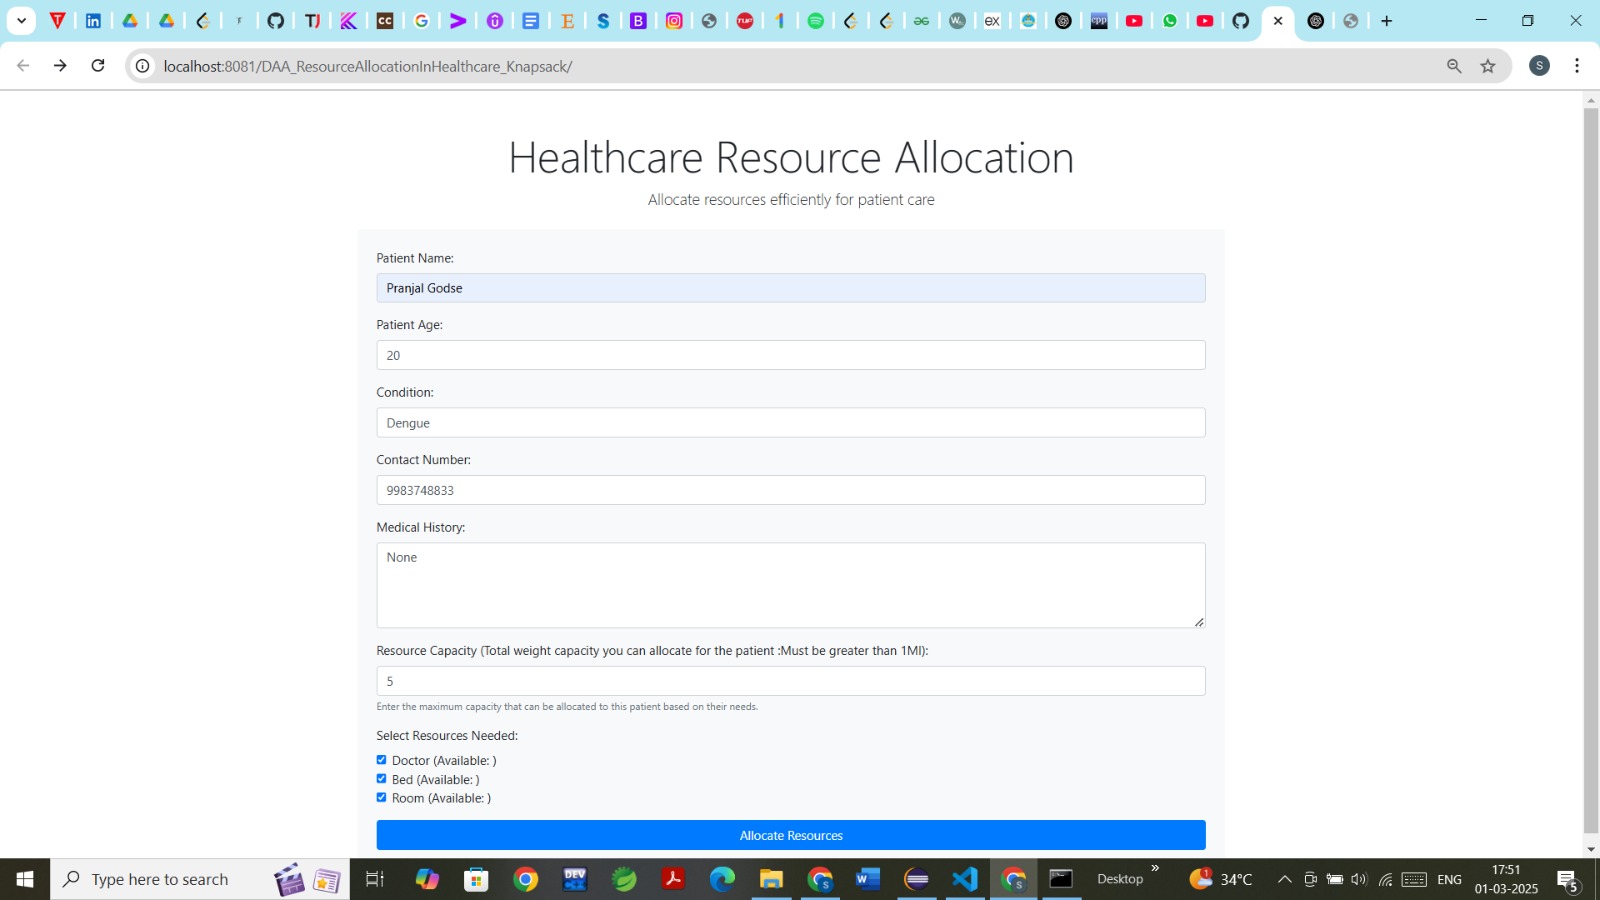 localhost:8081/DAA_ResourceAllocationInHealthcare_Knapsack/
S
Healthcare Resource Allocation
Allocate resources efficiently for patient care
Patient Name:
Pranjal Godse
Patient Age:
20
Condition:
Dengue
Contact Number:
9983748833
Medical History:
None
Resource Capacity (Total weight capacity you can allocate for the patient :Must be greater than 1Ml):
5
Enter the maximum capacity that can be allocated to this patient based on their needs.
Select Resources Needed:
Doctor (Available: )
Bed (Available: )
Room (Available: )
Allocate Resources
Type here to search
Desktop
34°C
ENG
17:51
01-03-2025
5